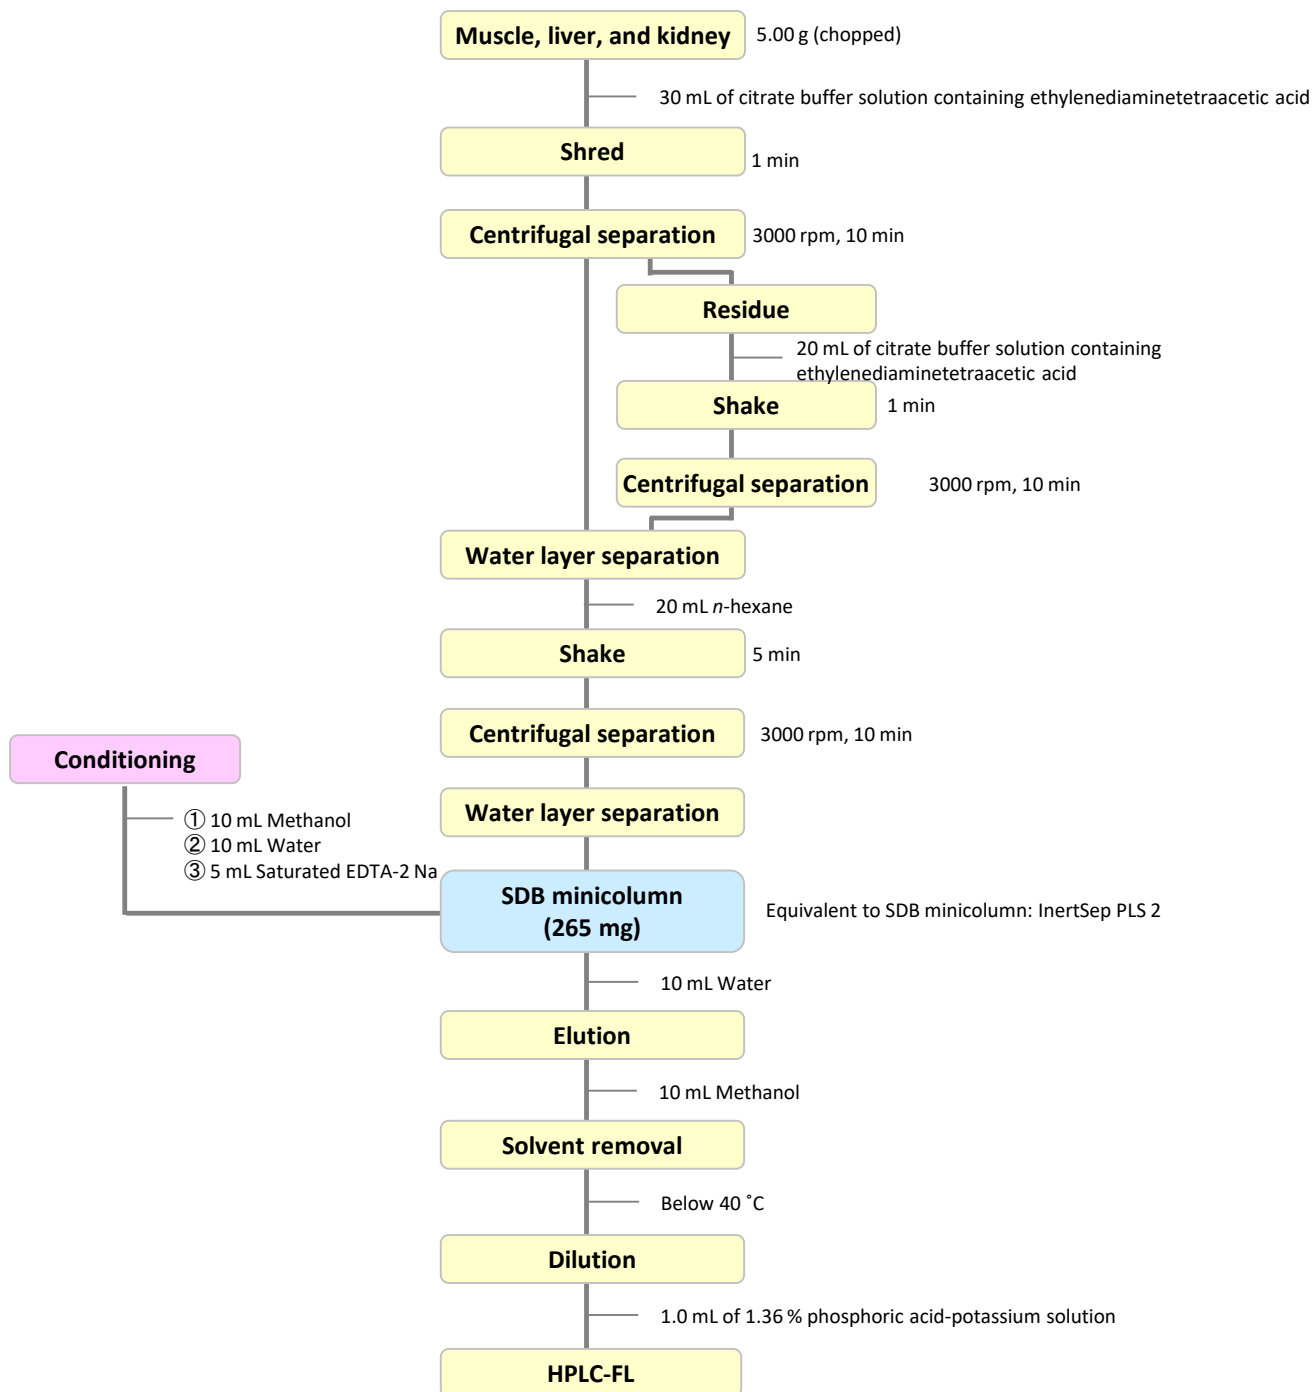 Muscle, liver, and kidney
5.00 g (chopped)
30 mL of citrate buffer solution containing ethylenediaminetetraacetic acid
Shred
1 min
Centrifugal separation
3000 rpm, 10 min
Residue
20 mL of citrate buffer solution containing
ethylenediaminetetraacetic acid
Shake
1 min
Centrifugal separation
3000 rpm, 10 min
Water layer separation
20 mL n-hexane
Shake
5 min
Centrifugal separation
3000 rpm, 10 min
Conditioning
① 10 mL Methanol
② 10 mL Water
③ 5 mL Saturated EDTA-2 Na
Water layer separation
SDB minicolumn
(265 mg)
Equivalent to SDB minicolumn: InertSep PLS 2
10 mL Water
Elution
10 mL Methanol
Solvent removal
Below 40 ˚C
Dilution
1.0 mL of 1.36 % phosphoric acid-potassium solution
HPLC-FL